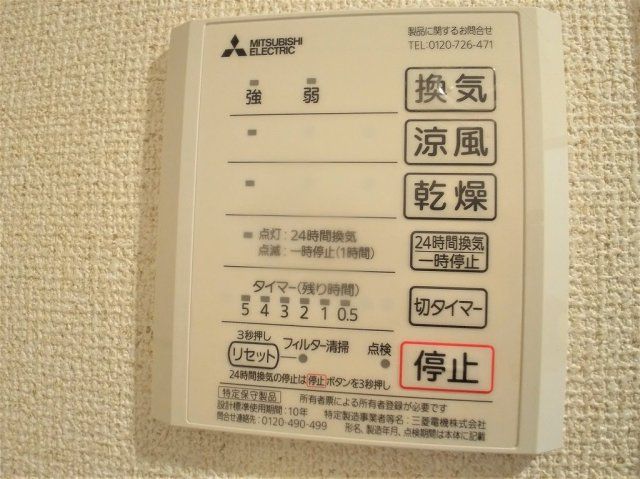 MITSUBISHI
ELECTRIC
製品に関するお問合せ
TEL:0120-726-471
強 弱
換気
涼風
乾燥
点灯:24時間換気
点滅:一時停止(1時間)
24時間換気
一時停止
タイマー(残り時間)
5 4 3 2 1 0.5
切タイマー
3秒押し
リセット フィルター清掃 点検
停止
24時間換気の停止は停止ボタンを3秒押し
特定保守製品 所有者票による所有者登録が必要です
設計標準使用期間:10年 特定製造事業者等名:三菱電機株式会社
問合せ連絡先:0120-490-499 形名、製造年月、点検期間は本体に記載